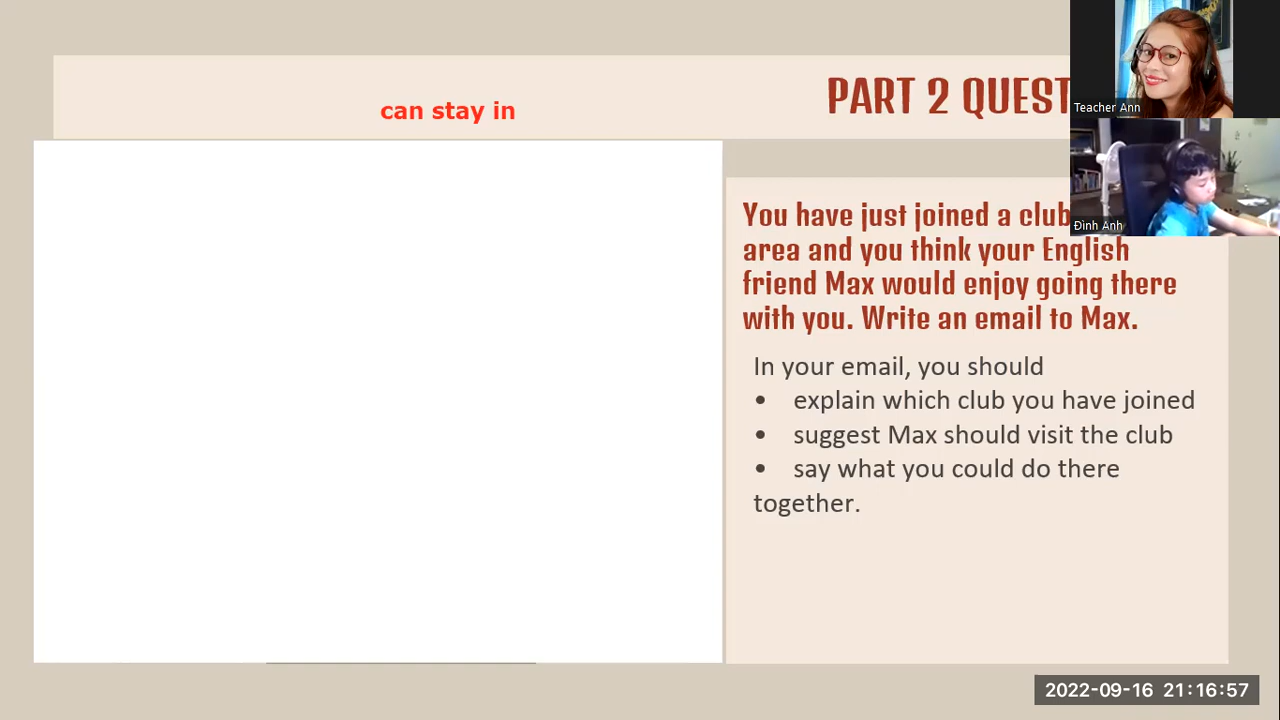 can stay in
PART 2 QUEST
Teacher Ann
Đình Anh
You have just joined a club
area and you think your English
friend Max would enjoy going there
with you. Write an email to Max.
In your email, you should
• explain which club you have joined
• suggest Max should visit the club
• say what you could do there
together.
2022-09-16 21:16:57